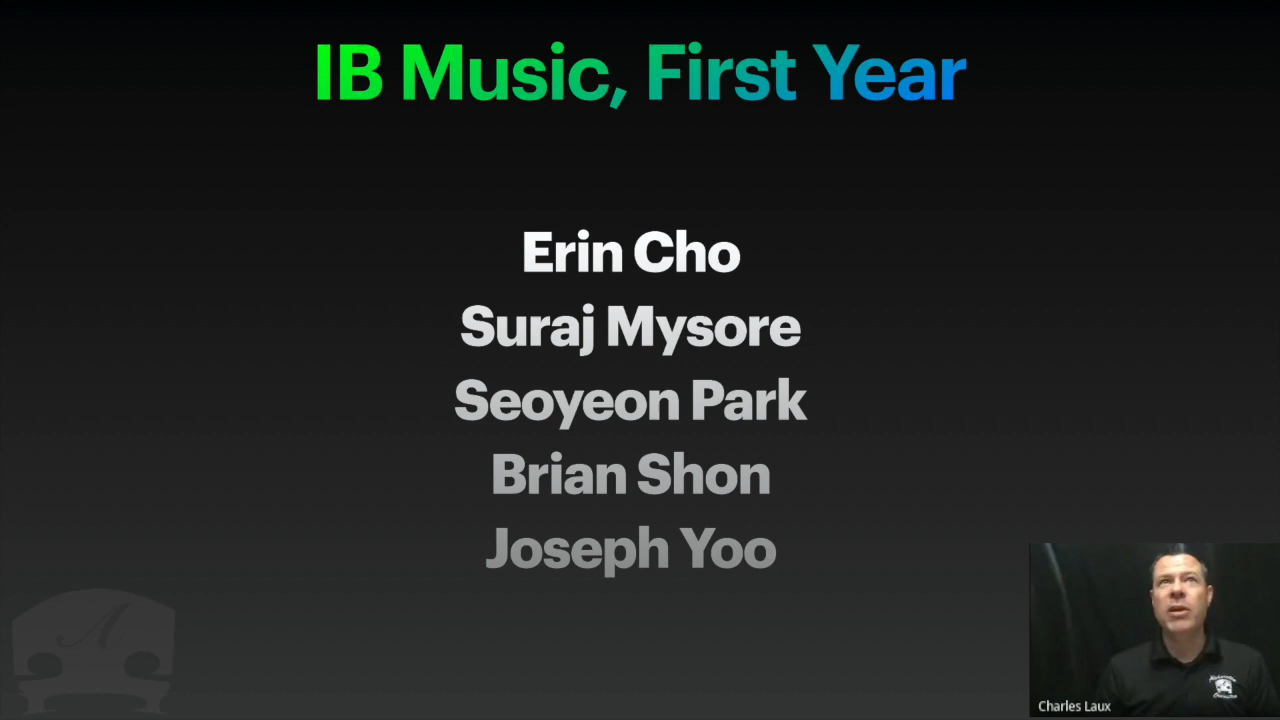 IB Music, First Year
Erin Cho
Suraj Mysore
Seoyeon Park
Brian Shon
Joseph Yoo
A
Charles Laux